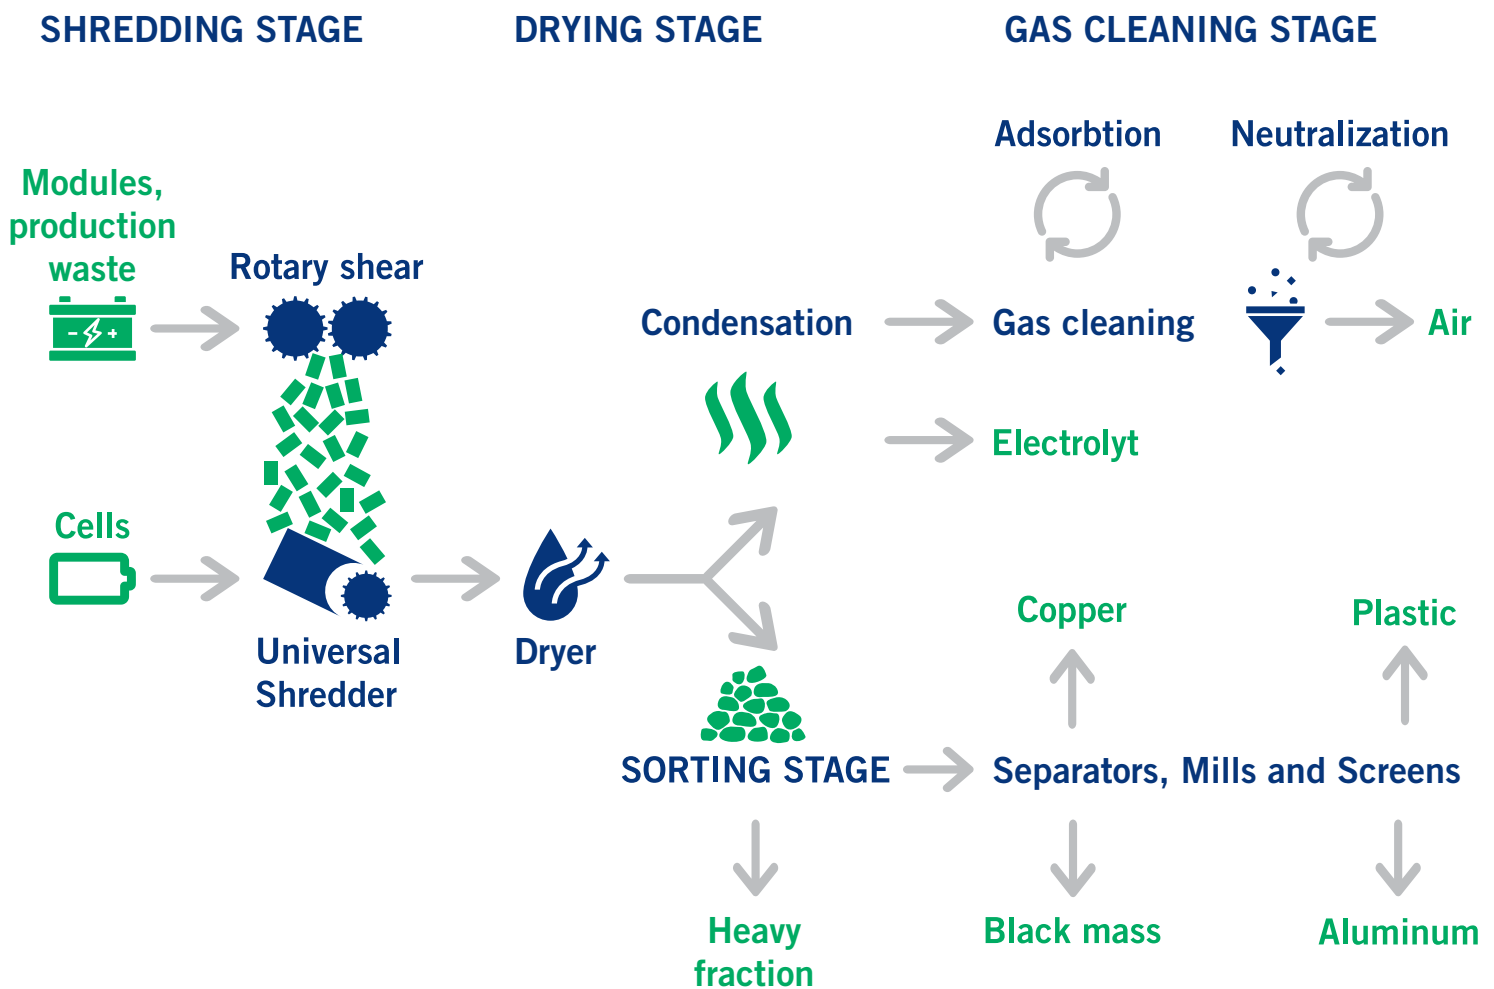 SHREDDING STAGE
DRYING STAGE
GAS CLEANING STAGE
Adsorbtion
Neutralization
Modules,
production
waste
Rotary shear
Condensation
Gas cleaning
Air
Electrolyt
Cells
Copper
Plastic
Universal
Shredder
Dryer
SORTING STAGE
Separators, Mills and Screens
Heavy
fraction
Black mass
Aluminum